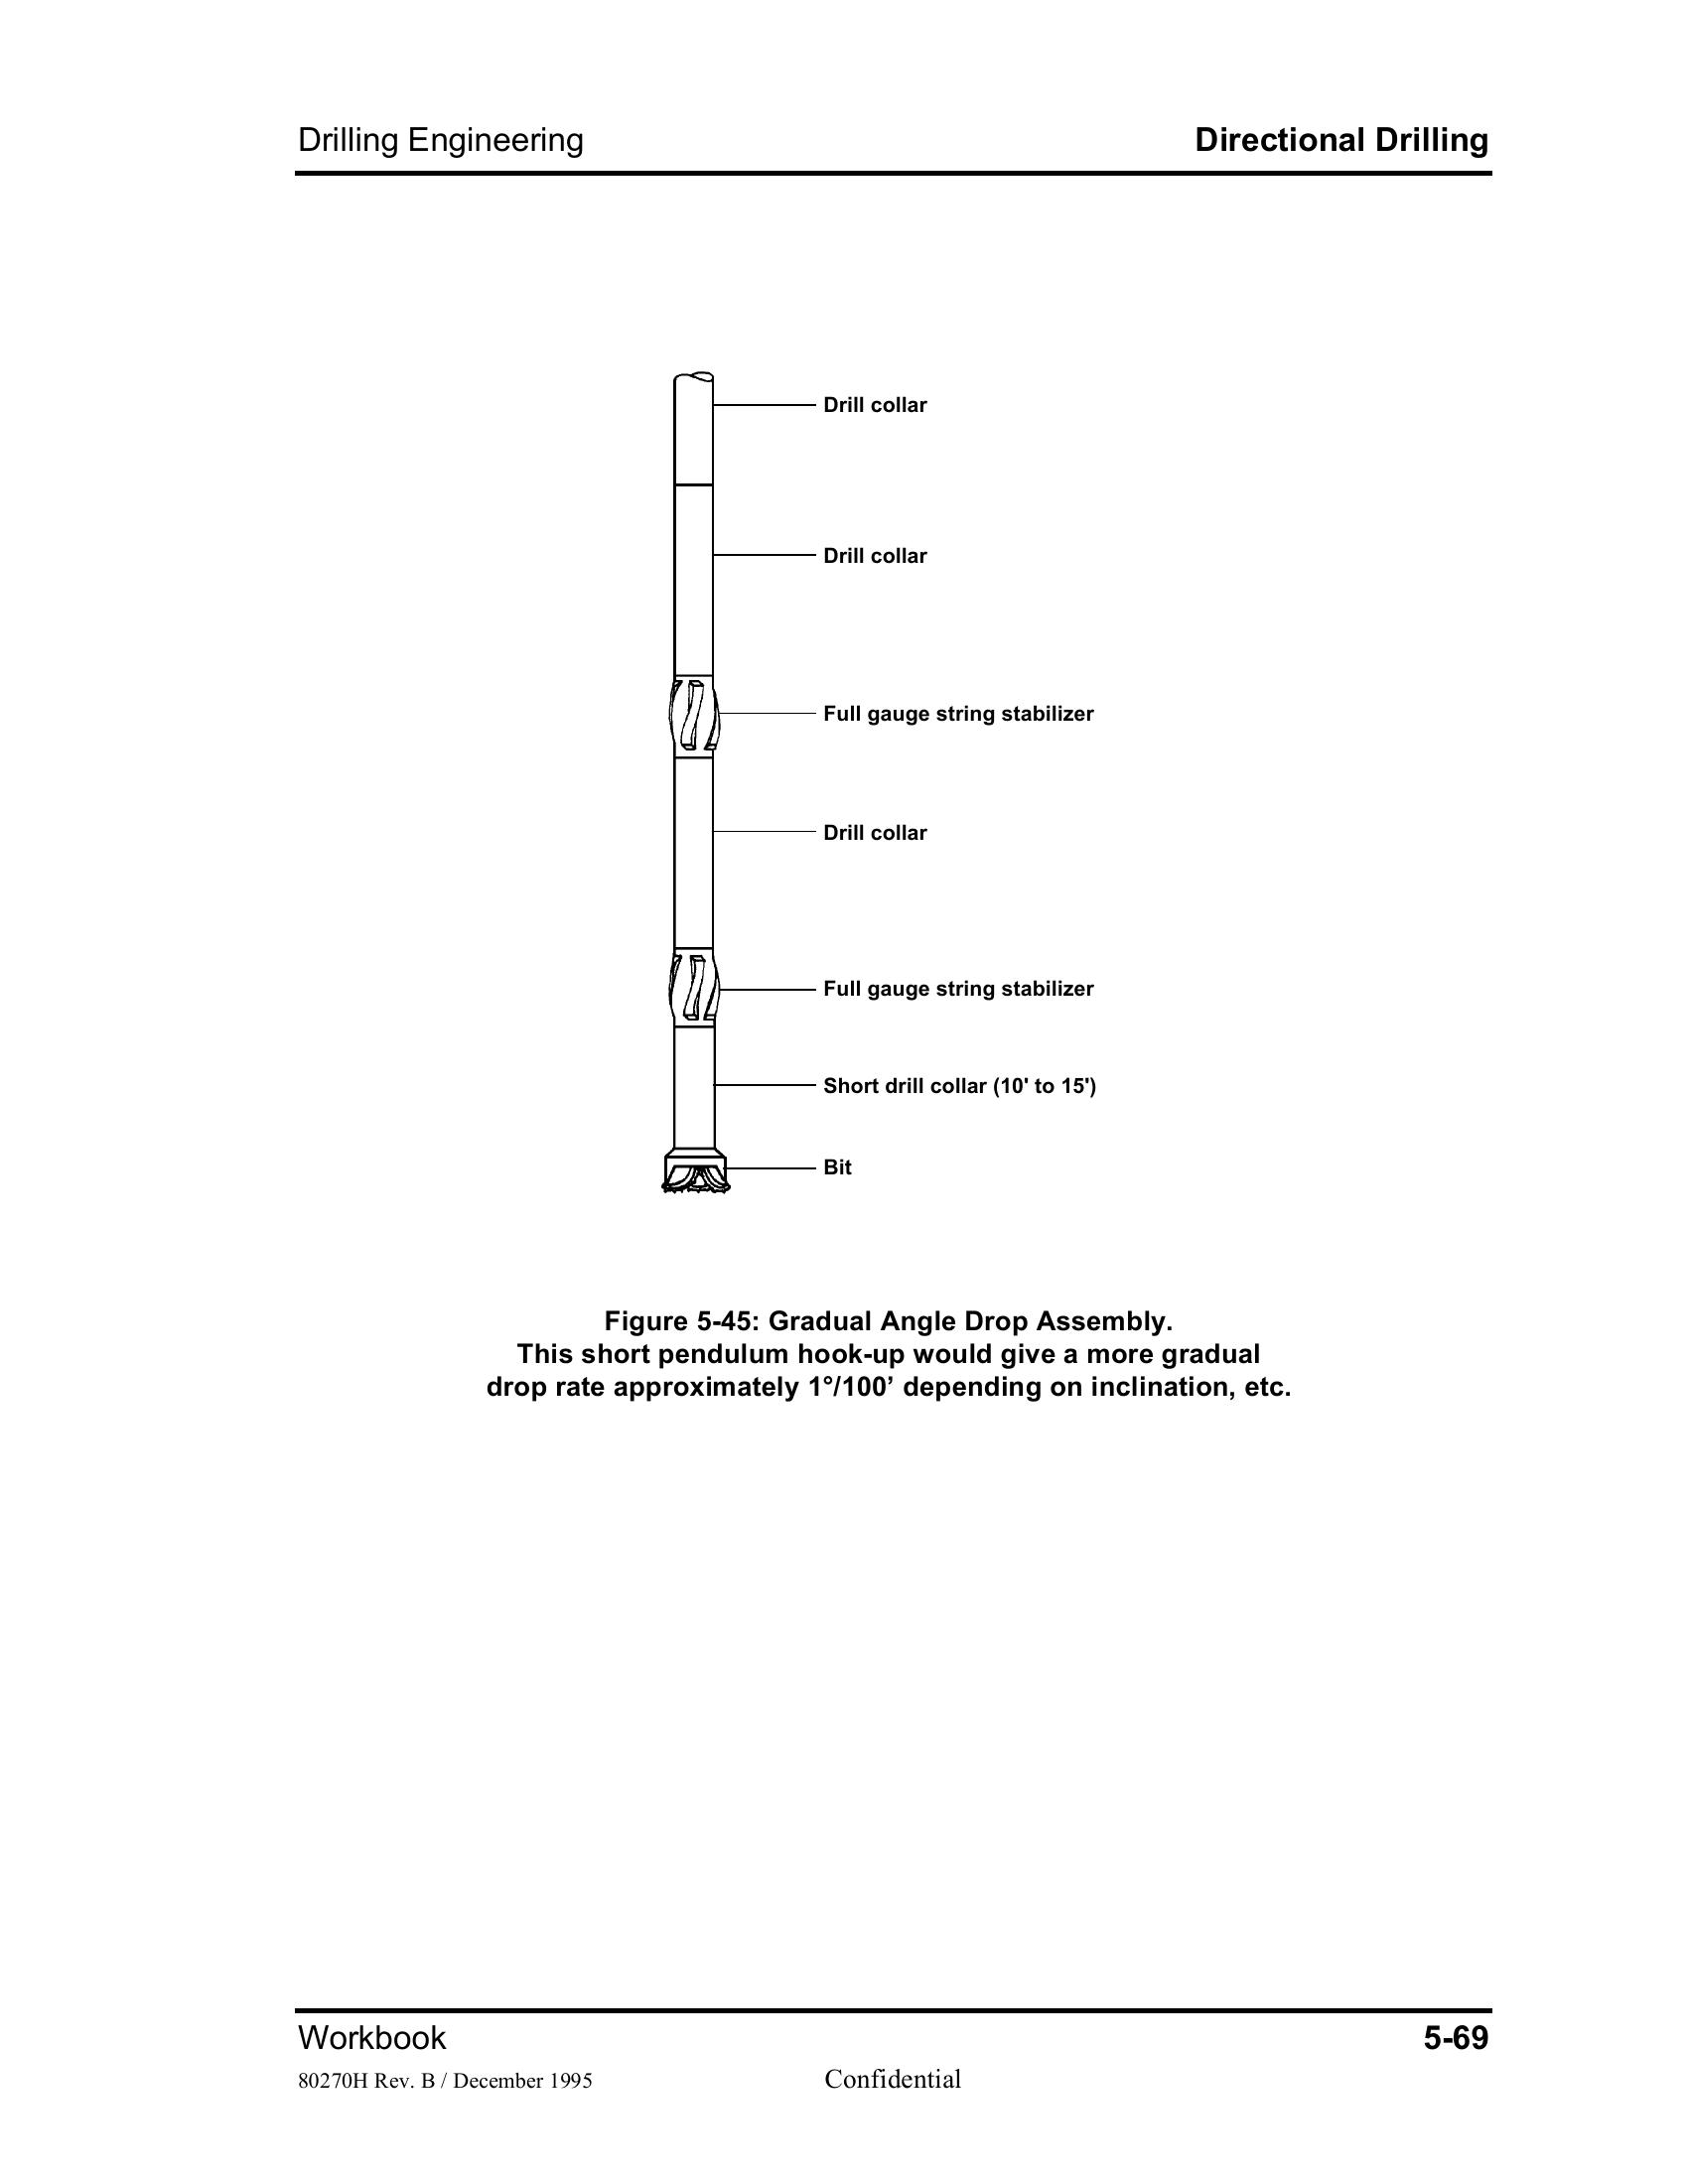 Drilling Engineering
Directional Drilling
Drill collar
Drill collar
Full gauge string stabilizer
Drill collar
Full gauge string stabilizer
Short drill collar (10' to 15')
Bit
Figure 5-45: Gradual Angle Drop Assembly.
This short pendulum hook-up would give a more gradual
drop rate approximately 1°/100’ depending on inclination, etc.
Workbook
5-69
80270H Rev. B / December 1995
Confidential